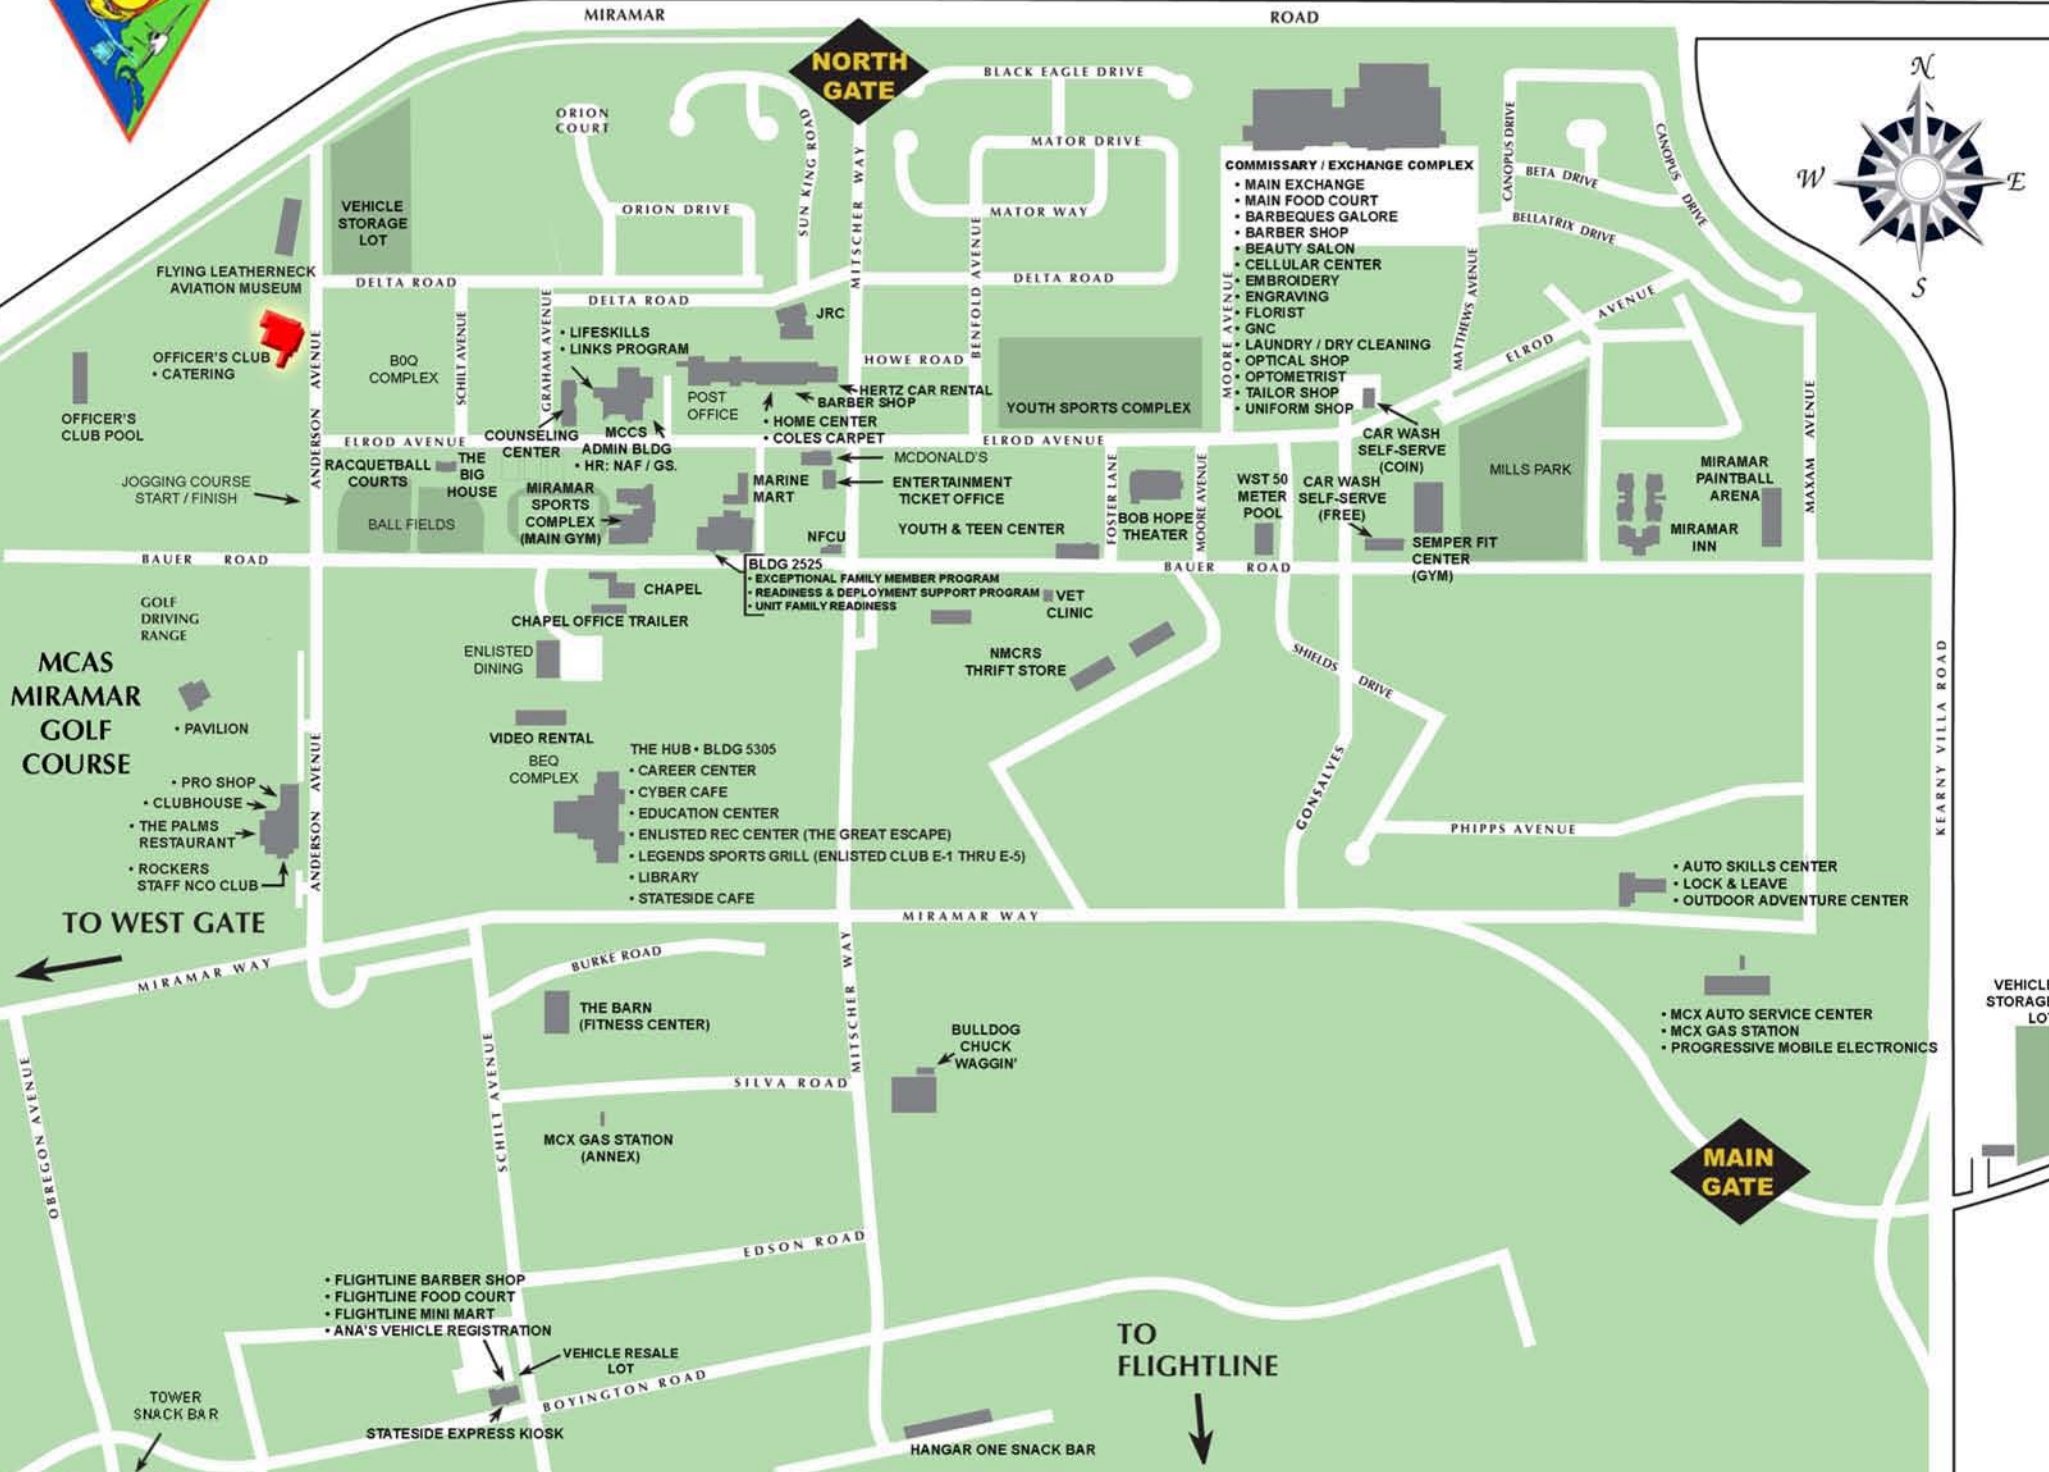 MIRAMAR ROAD
NORTH
GATE
BLACK EAGLE DRIVE
ORION
COURT
SUN KING ROAD
MITSCHER WAY
MATOR DRIVE
CANOPUS DRIVE
CANOPUS DRIVE
BETA DRIVE
N
W
E
S
COMMISSARY / EXCHANGE COMPLEX
• MAIN EXCHANGE
• MAIN FOOD COURT
• BARBEQUES GALORE
• BARBER SHOP
• BEAUTY SALON
• CELLULAR CENTER
• EMBROIDERY
• ENGRAVING
• FLORIST
• GNC
• LAUNDRY / DRY CLEANING
• OPTICAL SHOP
• OPTOMETRIST
• TAILOR SHOP
• UNIFORM SHOP
VEHICLE
STORAGE
LOT
ORION DRIVE
MATOR WAY
BENFOLD AVENUE
BELLATRIX DRIVE
FLYING LEATHERNECK
AVIATION MUSEUM
DELTA ROAD
DELTA ROAD
DELTA ROAD
MOORE AVENUE
MATTHEWS AVENUE
ELROD AVENUE
JRC
• LIFESKILLS
• LINKS PROGRAM
OFFICER'S CLUB
• CATERING
ANDERSON AVENUE
B0Q
COMPLEX
SCHILT AVENUE
GRAHAM AVENUE
HOWE ROAD
POST
OFFICE
HERTZ CAR RENTAL
BARBER SHOP
• HOME CENTER
• COLES CARPET
YOUTH SPORTS COMPLEX
OFFICER'S
CLUB POOL
ELROD AVENUE
COUNSELING
CENTER
MCCS
ADMIN BLDG
• HR: NAF / GS.
ELROD AVENUE
CAR WASH
SELF-SERVE
(COIN)
MILLS PARK
MAXAM AVENUE
JOGGING COURSE
START / FINISH
RACQUETBALL
COURTS
THE
BIG
HOUSE
MCDONALD'S
MARINE
MART
ENTERTAINMENT
TICKET OFFICE
FOSTER LANE
MOORE AVENUE
WST 50
METER
POOL
CAR WASH
SELF-SERVE
(FREE)
MIRAMAR
PAINTBALL
ARENA
BALL FIELDS
MIRAMAR
SPORTS
COMPLEX
(MAIN GYM)
YOUTH & TEEN CENTER
BOB HOPE
THEATER
NFCU
SEMPER FIT
CENTER
(GYM)
MIRAMAR
INN
BAUER ROAD
BAUER ROAD
BLDG 2525
• EXCEPTIONAL FAMILY MEMBER PROGRAM
• READINESS & DEPLOYMENT SUPPORT PROGRAM
• UNIT FAMILY READINESS
CHAPEL
CHAPEL OFFICE TRAILER
VET
CLINIC
GOLF
DRIVING
RANGE
ENLISTED
DINING
NMCRS
THRIFT STORE
SHIELDS DRIVE
KEARNY VILLA ROAD
MCAS
MIRAMAR
GOLF
COURSE
• PAVILION
VIDEO RENTAL
BEQ
COMPLEX
THE HUB • BLDG 5305
• CAREER CENTER
• CYBER CAFE
• EDUCATION CENTER
• ENLISTED REC CENTER (THE GREAT ESCAPE)
• LEGENDS SPORTS GRILL (ENLISTED CLUB E-1 THRU E-5)
• LIBRARY
• STATESIDE CAFE
• PRO SHOP
• CLUBHOUSE
• THE PALMS
RESTAURANT
• ROCKERS
STAFF NCO CLUB
ANDERSON AVENUE
GONSALVES
PHIPPS AVENUE
• AUTO SKILLS CENTER
• LOCK & LEAVE
• OUTDOOR ADVENTURE CENTER
TO WEST GATE
MIRAMAR WAY
MIRAMAR WAY
BURKE ROAD
MITSCHER WAY
THE BARN
(FITNESS CENTER)
BULLDOG
CHUCK
WAGGIN'
• MCX AUTO SERVICE CENTER
• MCX GAS STATION
• PROGRESSIVE MOBILE ELECTRONICS
VEHICLE
STORAGE
LOT
OBREGON AVENUE
SCHILT AVENUE
SILVA ROAD
MCX GAS STATION
(ANNEX)
MAIN
GATE
EDSON ROAD
• FLIGHTLINE BARBER SHOP
• FLIGHTLINE FOOD COURT
• FLIGHTLINE MINI MART
• ANA'S VEHICLE REGISTRATION
VEHICLE RESALE
LOT
TO
FLIGHTLINE
BOYINGTON ROAD
TOWER
SNACK BAR
STATESIDE EXPRESS KIOSK
HANGAR ONE SNACK BAR